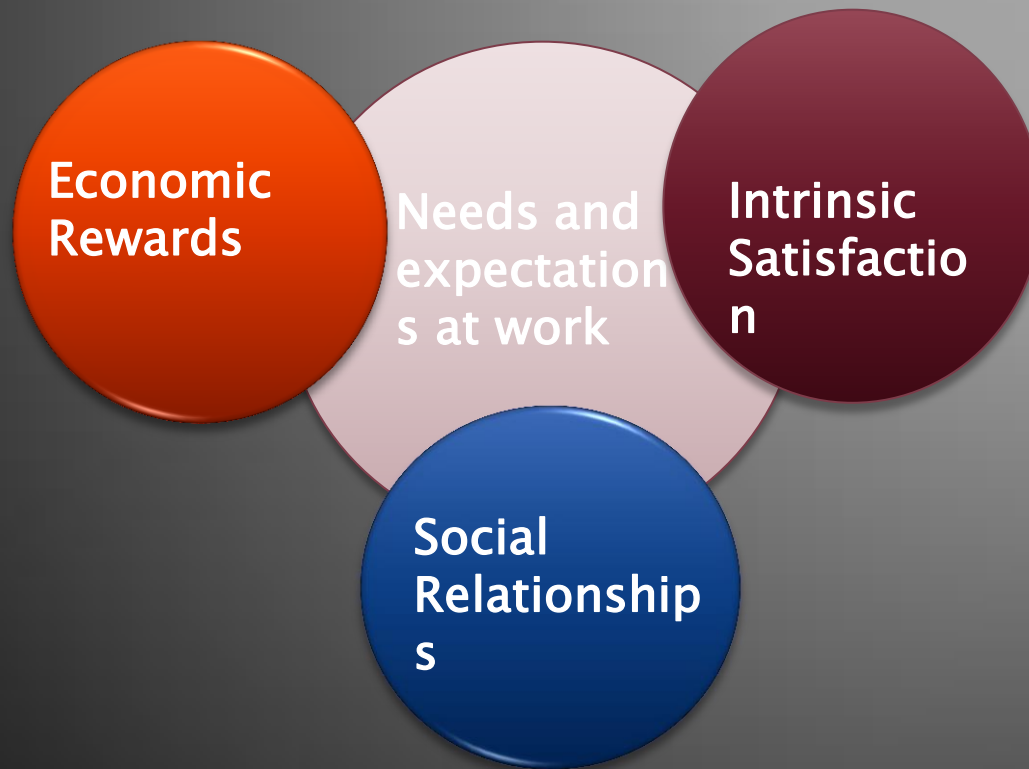 Economic
Rewards
Needs and
expectation
s at work
Intrinsic
Satisfactio
n
Social
Relationship
s